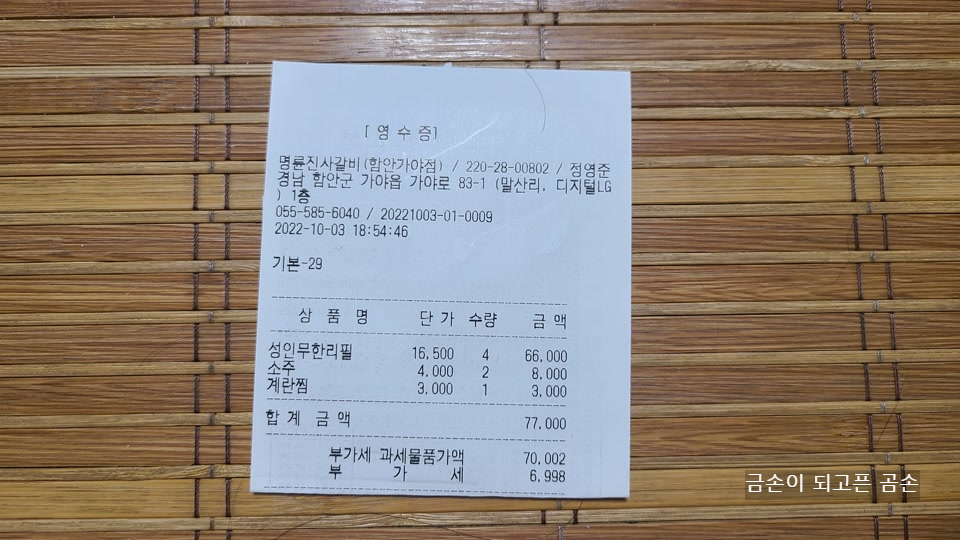 [ 영 수 증]
명륜진사갈비(함안가야점) / 220-28-00802 / 정영준
경남 함안군 가야읍 가야로 83-1 (말산리, 디지털LG
) 1층
055-585-6040 / 20221003-01-0009
2022-10-03 18:54:46
기본-29
상 품 명 단 가 수량 금 액
성인무한리필 16,500 4 66,000
소주 4,000 2 8,000
계란찜 3,000 1 3,000
합 계 금 액 77,000
부가세 과세물품가액 70,002
부 가 세 6,998
금손이 되고픈 곰손